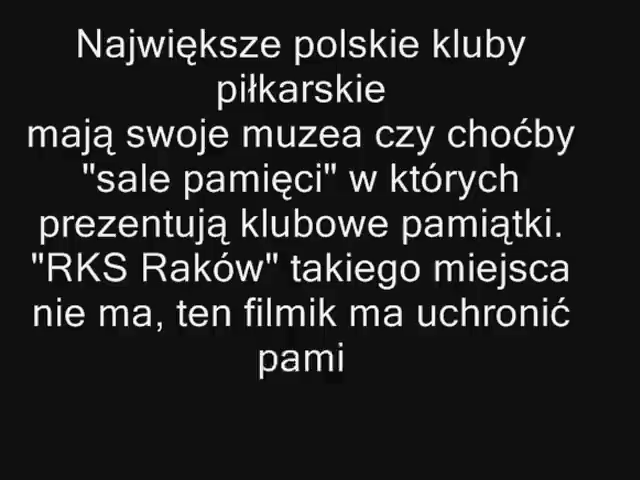 Największe polskie kluby
piłkarskie
mają swoje muzea czy choćby
"sale pamięci" w których
prezentują klubowe pamiątki.
"RKS Raków" takiego miejsca
nie ma, ten filmik ma uchronić
pami